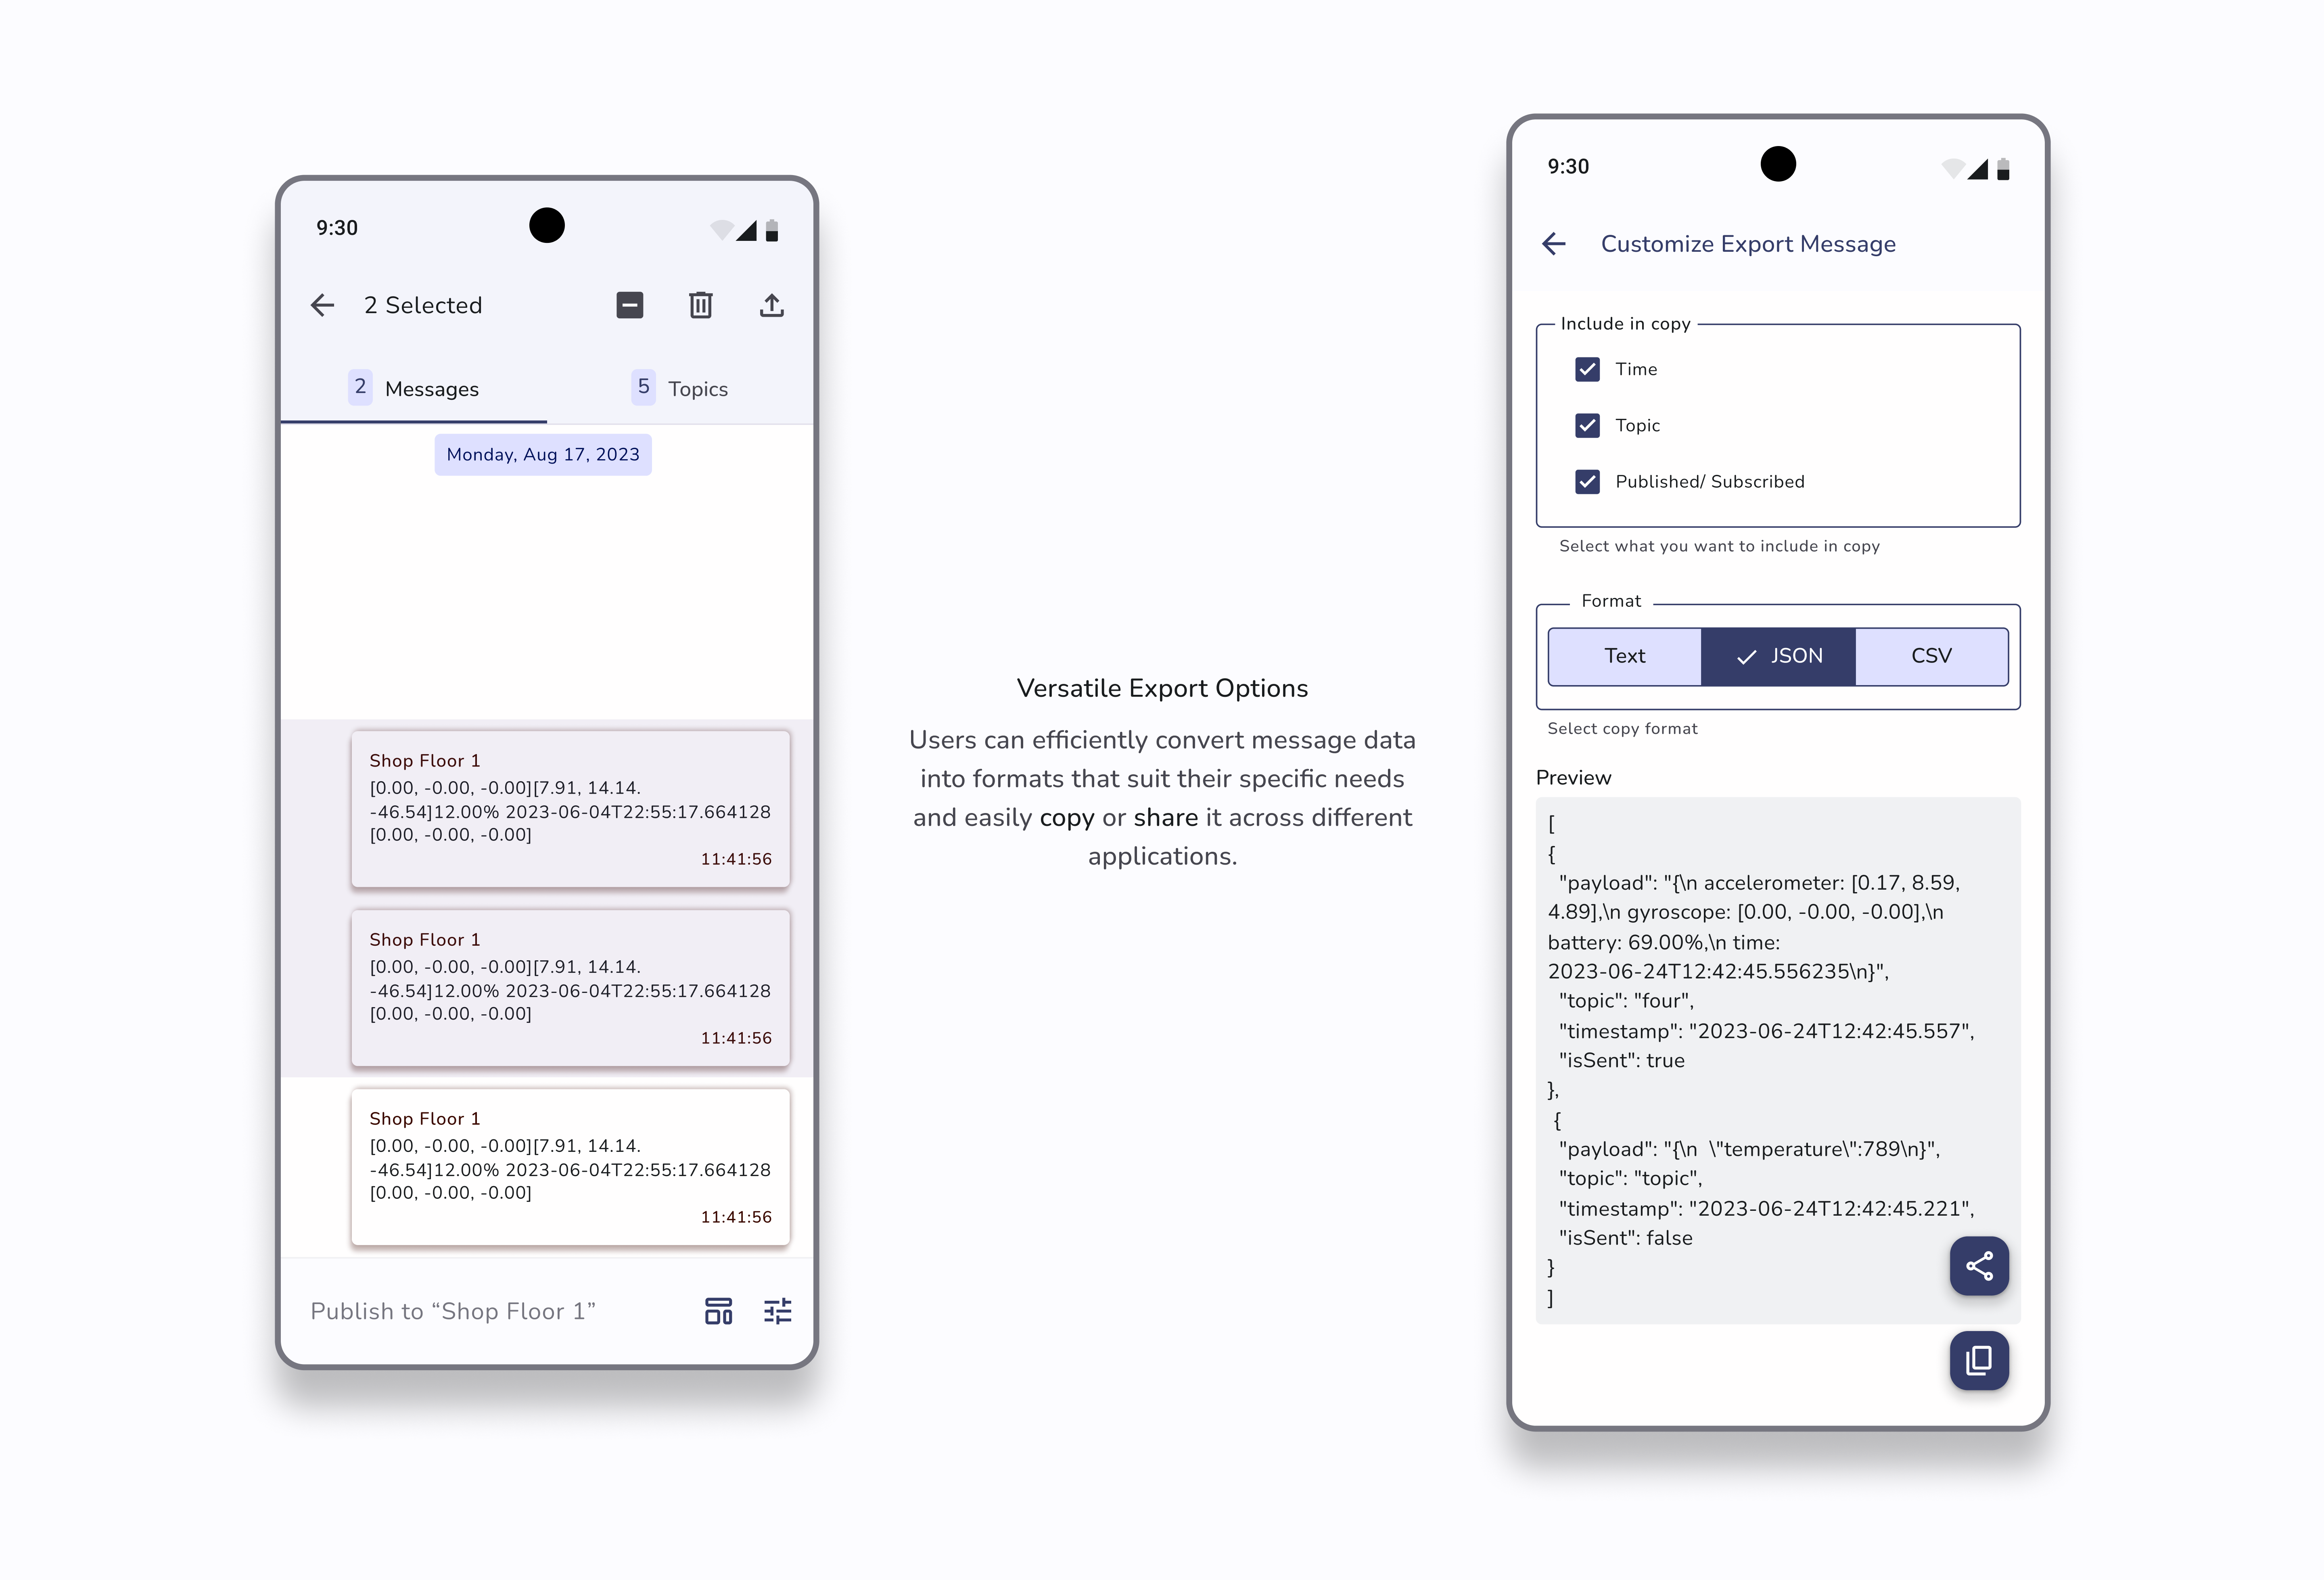 9:30
2 Selected
2 Messages
5 Topics
Monday, Aug 17, 2023
Shop Floor 1
[0.00, -0.00, -0.00][7.91, 14.14.
-46.54]12.00% 2023-06-04T22:55:17.664128
[0.00, -0.00, -0.00]
11:41:56
Shop Floor 1
[0.00, -0.00, -0.00][7.91, 14.14.
-46.54]12.00% 2023-06-04T22:55:17.664128
[0.00, -0.00, -0.00]
11:41:56
Shop Floor 1
[0.00, -0.00, -0.00][7.91, 14.14.
-46.54]12.00% 2023-06-04T22:55:17.664128
[0.00, -0.00, -0.00]
11:41:56
Publish to “Shop Floor 1”
Versatile Export Options
Users can efficiently convert message data
into formats that suit their specific needs
and easily copy or share it across different
applications.
9:30
Customize Export Message
Include in copy
Time
Topic
Published/ Subscribed
Select what you want to include in copy
Format
Text
JSON
CSV
Select copy format
Preview
[
{
"payload": "{\n accelerometer: [0.17, 8.59,
4.89],\n gyroscope: [0.00, -0.00, -0.00],\n
battery: 69.00%,\n time:
2023-06-24T12:42:45.556235\n}",
"topic": "four",
"timestamp": "2023-06-24T12:42:45.557",
"isSent": true
},
{
"payload": "{\n  \"temperature\":789\n}",
"topic": "topic",
"timestamp": "2023-06-24T12:42:45.221",
"isSent": false
}
]